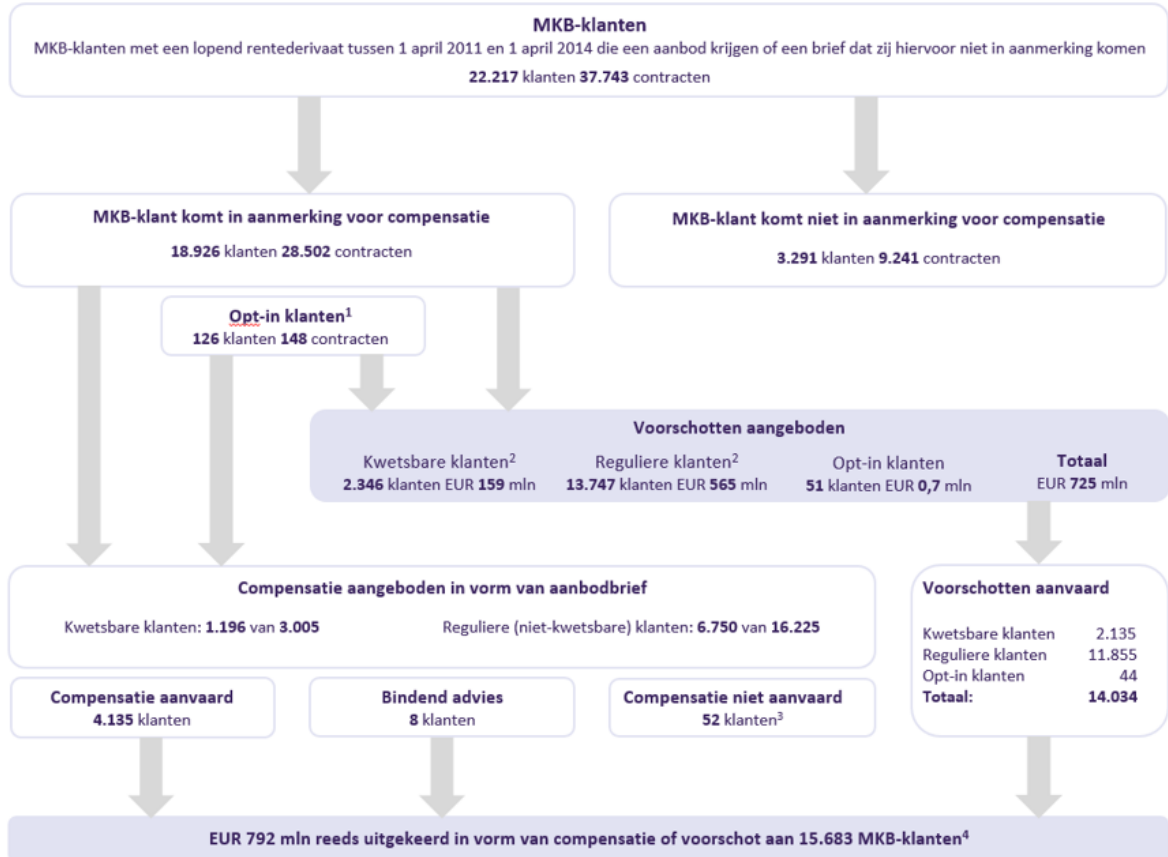 MKB-klanten
MKB-klanten met een lopend rentederivaat tussen 1 april 2011 en 1 april 2014 die een aanbod krijgen of een brief dat zij hiervoor niet in aanmerking komen
22.217 klanten 37.743 contracten
MKB-klant komt in aanmerking voor compensatie
18.926 klanten 28.502 contracten
MKB-klant komt niet in aanmerking voor compensatie
3.291 klanten 9.241 contracten
Opt-in klanten¹
126 klanten 148 contracten
Voorschotten aangeboden
Kwetsbare klanten²
2.346 klanten EUR 159 mln
Reguliere klanten²
13.747 klanten EUR 565 mln
Opt-in klanten
51 klanten EUR 0,7 mln
Totaal
EUR 725 mln
Compensatie aangeboden in vorm van aanbodbrief
Kwetsbare klanten: 1.196 van 3.005
Reguliere (niet-kwetsbare) klanten: 6.750 van 16.225
Voorschotten aanvaard
Kwetsbare klanten 2.135
Reguliere klanten 11.855
Opt-in klanten 44
Totaal: 14.034
Compensatie aanvaard
4.135 klanten
Bindend advies
8 klanten
Compensatie niet aanvaard
52 klanten³
EUR 792 mln reeds uitgekeerd in vorm van compensatie of voorschot aan 15.683 MKB-klanten⁴